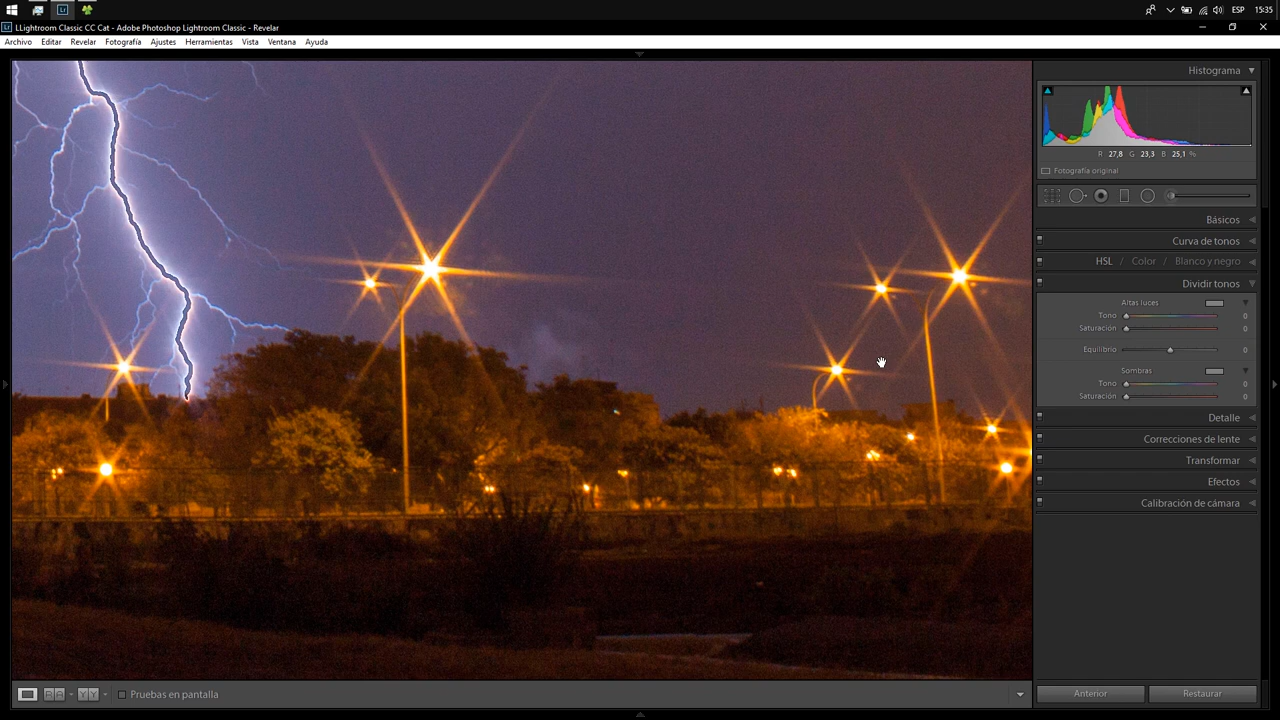 ESP 15:35
LLightroom Classic CC Cat - Adobe Photoshop Lightroom Classic - Revelar
Archivo Editar Revelar Fotografía Ajustes Herramientas Vista Ventana Ayuda
Histograma
R 27,8 G 23,3 B 25,1 %
Fotografía original
Básicos
Curva de tonos
HSL / Color / Blanco y negro
Dividir tonos
Altas luces
Tono 0
Saturación 0
Equilibrio 0
Sombras
Tono 0
Saturación 0
Detalle
Correcciones de lente
Transformar
Efectos
Calibración de cámara
Lr
R R Y Y Pruebas en pantalla
Anterior Restaurar